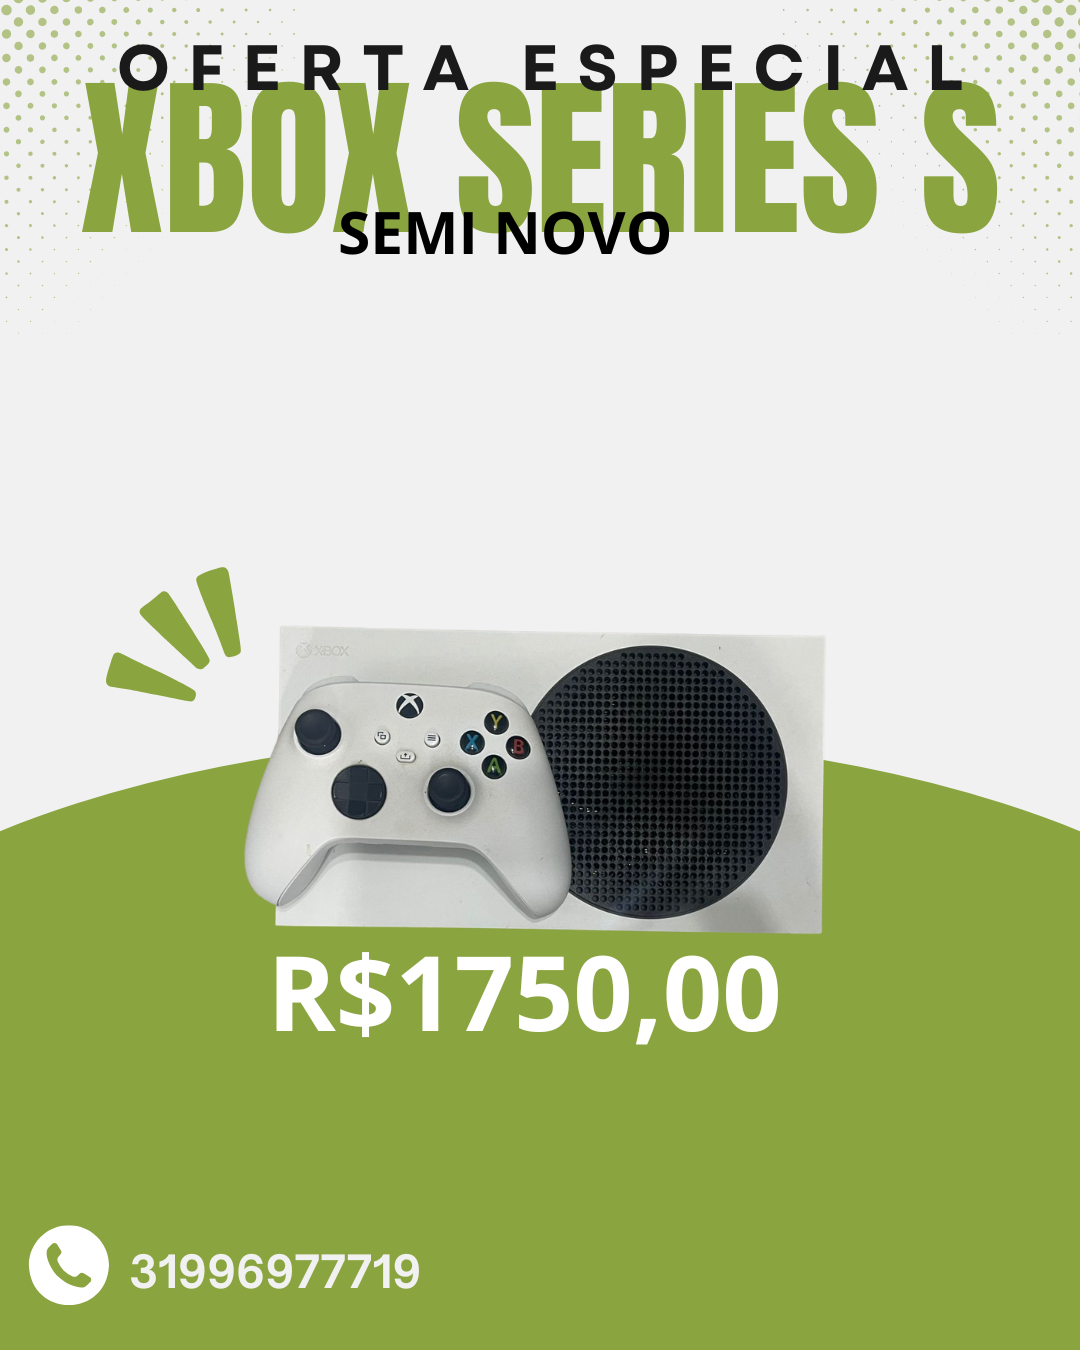 OFERTA ESPECIAL
XBOX SERIES S
SEMI NOVO
XBOX
Y
X
B
A
R$1750,00
31996977719